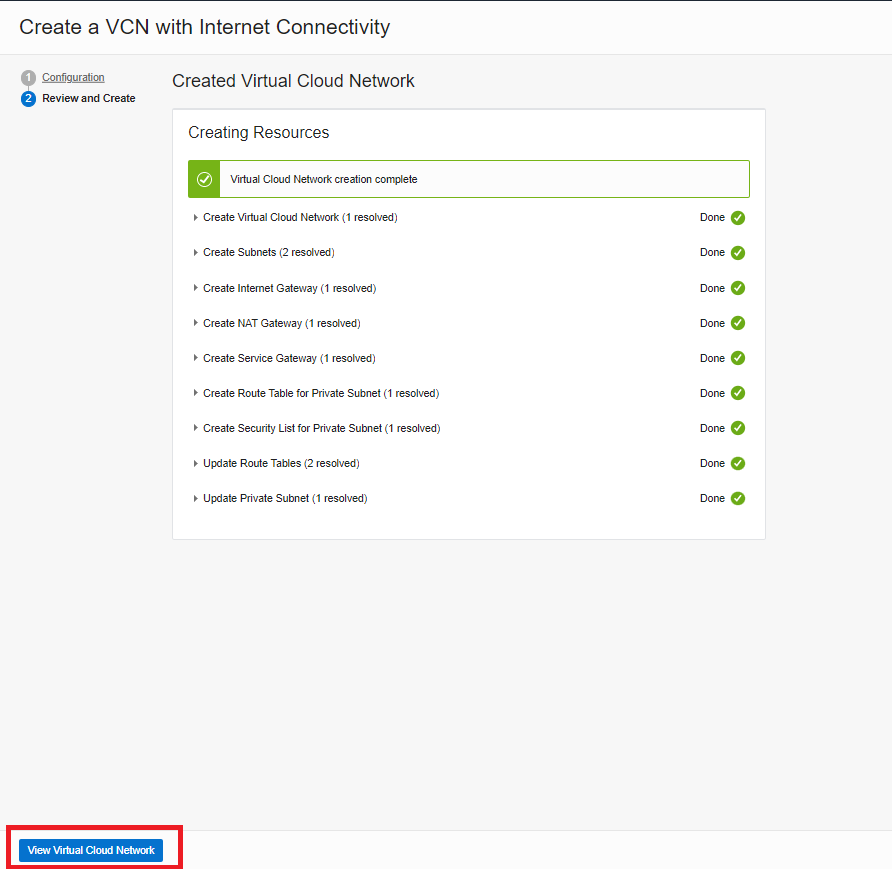 Create a VCN with Internet Connectivity
1 Configuration
2 Review and Create
Created Virtual Cloud Network
Creating Resources
Virtual Cloud Network creation complete
Create Virtual Cloud Network (1 resolved) Done
Create Subnets (2 resolved) Done
Create Internet Gateway (1 resolved) Done
Create NAT Gateway (1 resolved) Done
Create Service Gateway (1 resolved) Done
Create Route Table for Private Subnet (1 resolved) Done
Create Security List for Private Subnet (1 resolved) Done
Update Route Tables (2 resolved) Done
Update Private Subnet (1 resolved) Done
View Virtual Cloud Network